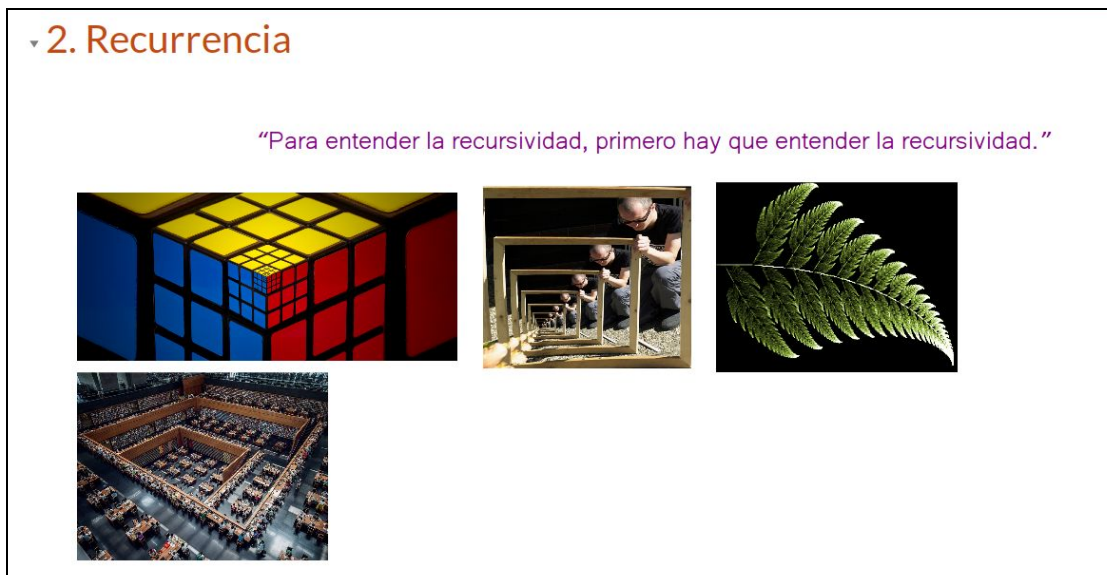 2. Recurrencia
“Para entender la recursividad, primero hay que entender la recursividad.”